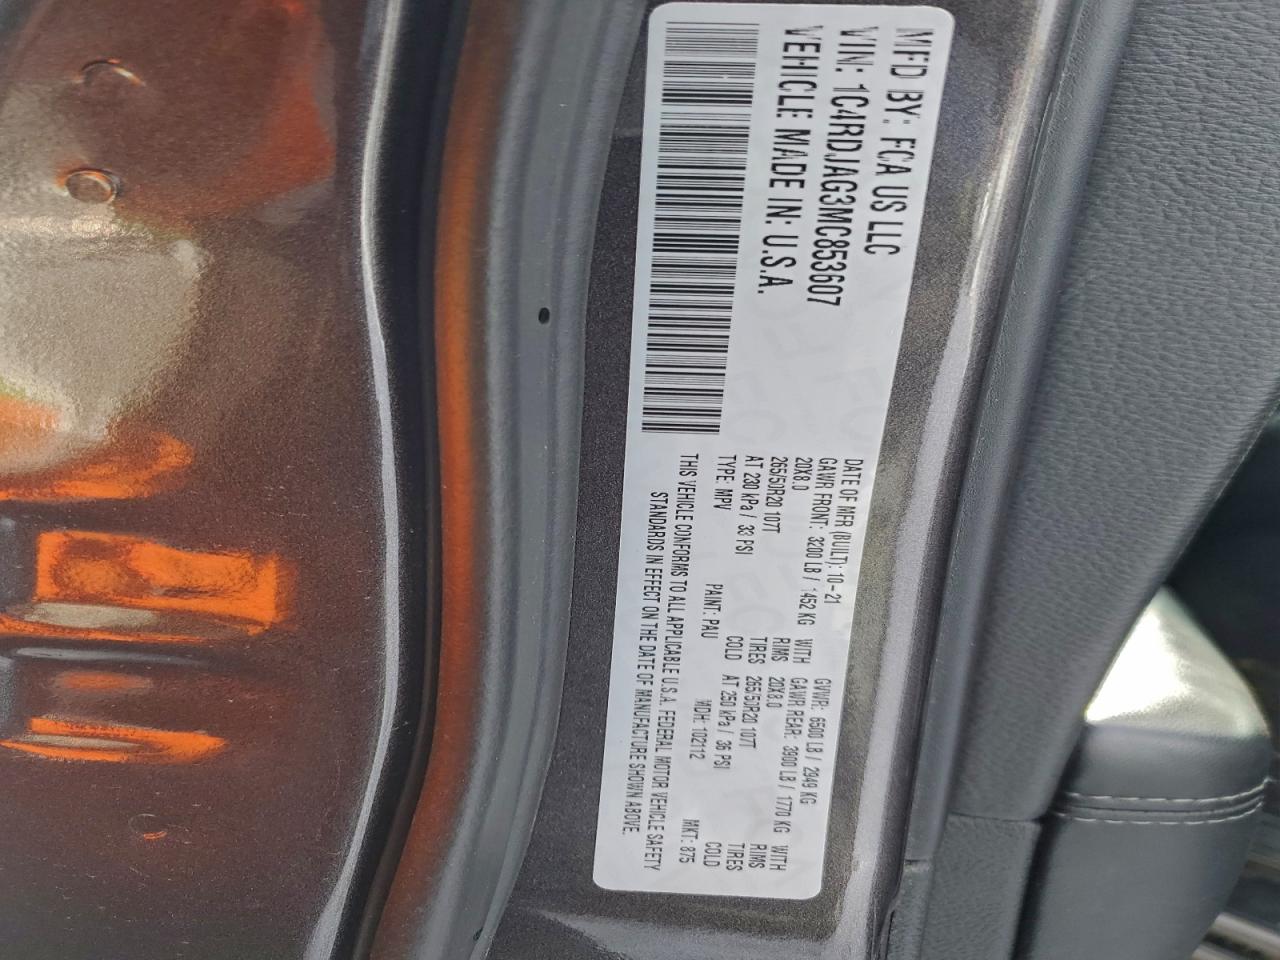 MFD BY: FCA US LLC
VIN: 1C4RDJAG3MC853607
VEHICLE MADE IN: U.S.A.
DATE OF MFR (BUILT): 10-21 GVWR: 6500 LB / 2949 KG
GAWR FRONT: 3200 LB / 1452 KG WITH GAWR REAR: 3900 LB / 1770 KG WITH
20X8.0 RIMS 20X8.0 RIMS
265/50R20 107T TIRES 265/50R20 107T TIRES
AT 230 kPa / 33 PSI COLD AT 250 kPa / 36 PSI COLD
TYPE: MPV PAINT: PAU MDH: 102112 MKT: 875
THIS VEHICLE CONFORMS TO ALL APPLICABLE U.S.A. FEDERAL MOTOR VEHICLE SAFETY
STANDARDS IN EFFECT ON THE DATE OF MANUFACTURE SHOWN ABOVE.